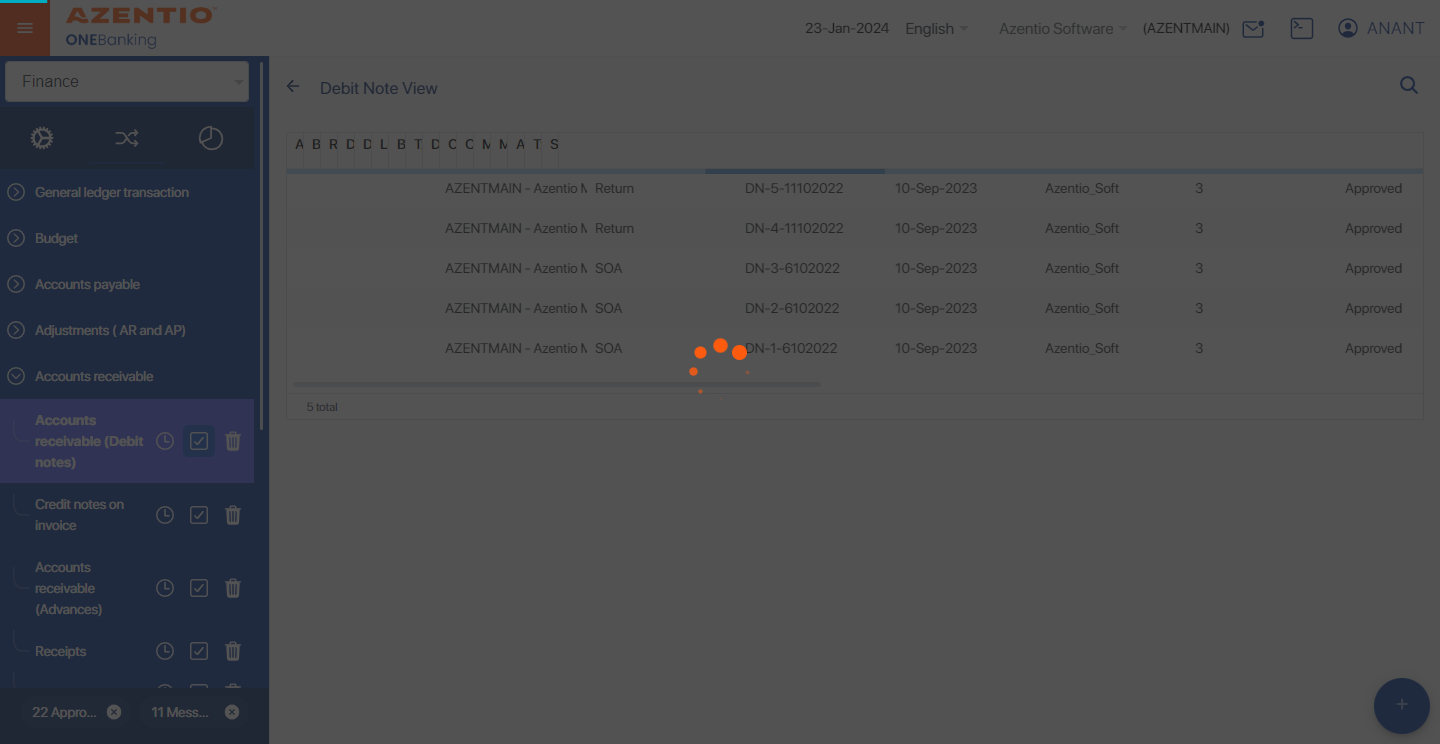 AZENTIO
ONEBanking
23-Jan-2024 English Azentio Software (AZENTMAIN) ANANT
Finance
Debit Note View
General ledger transaction
Budget
Accounts payable
Adjustments ( AR and AP)
Accounts receivable
Accounts
receivable (Debit
notes)
Credit notes on
invoice
Accounts
receivable
(Advances)
Receipts
22 Appro... 11 Mess...
A B R D D L B T D C C M M A T S
AZENTMAIN - Azentio M Return DN-5-11102022 10-Sep-2023 Azentio_Soft 3 Approved
AZENTMAIN - Azentio M Return DN-4-11102022 10-Sep-2023 Azentio_Soft 3 Approved
AZENTMAIN - Azentio M SOA DN-3-6102022 10-Sep-2023 Azentio_Soft 3 Approved
AZENTMAIN - Azentio M SOA DN-2-6102022 10-Sep-2023 Azentio_Soft 3 Approved
AZENTMAIN - Azentio M SOA DN-1-6102022 10-Sep-2023 Azentio_Soft 3 Approved
5 total